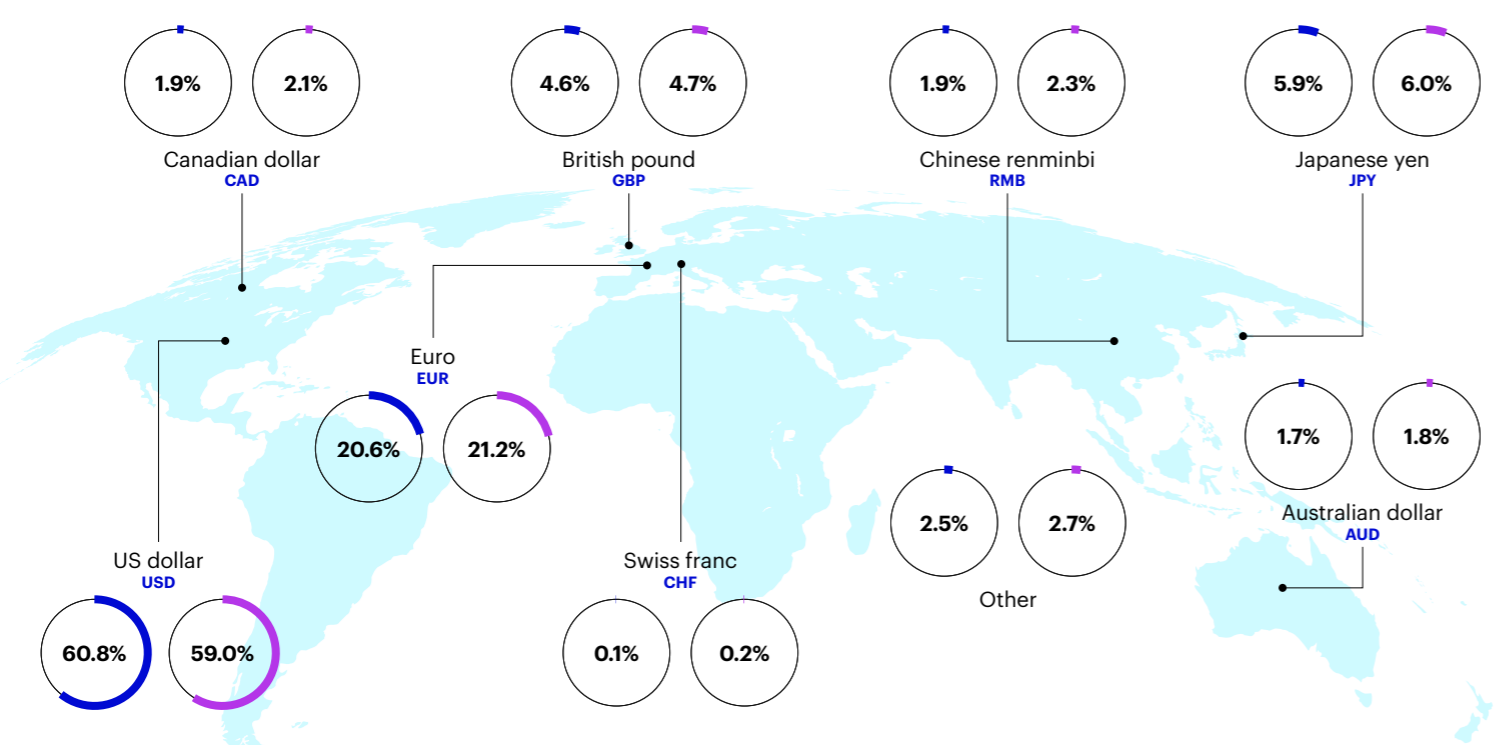 1.9% 2.1%
Canadian dollar
CAD
4.6% 4.7%
British pound
GBP
1.9% 2.3%
Chinese renminbi
RMB
5.9% 6.0%
Japanese yen
JPY
Euro
EUR
20.6% 21.2%
1.7% 1.8%
Australian dollar
AUD
2.5% 2.7%
Other
US dollar
USD
60.8% 59.0%
Swiss franc
CHF
0.1% 0.2%